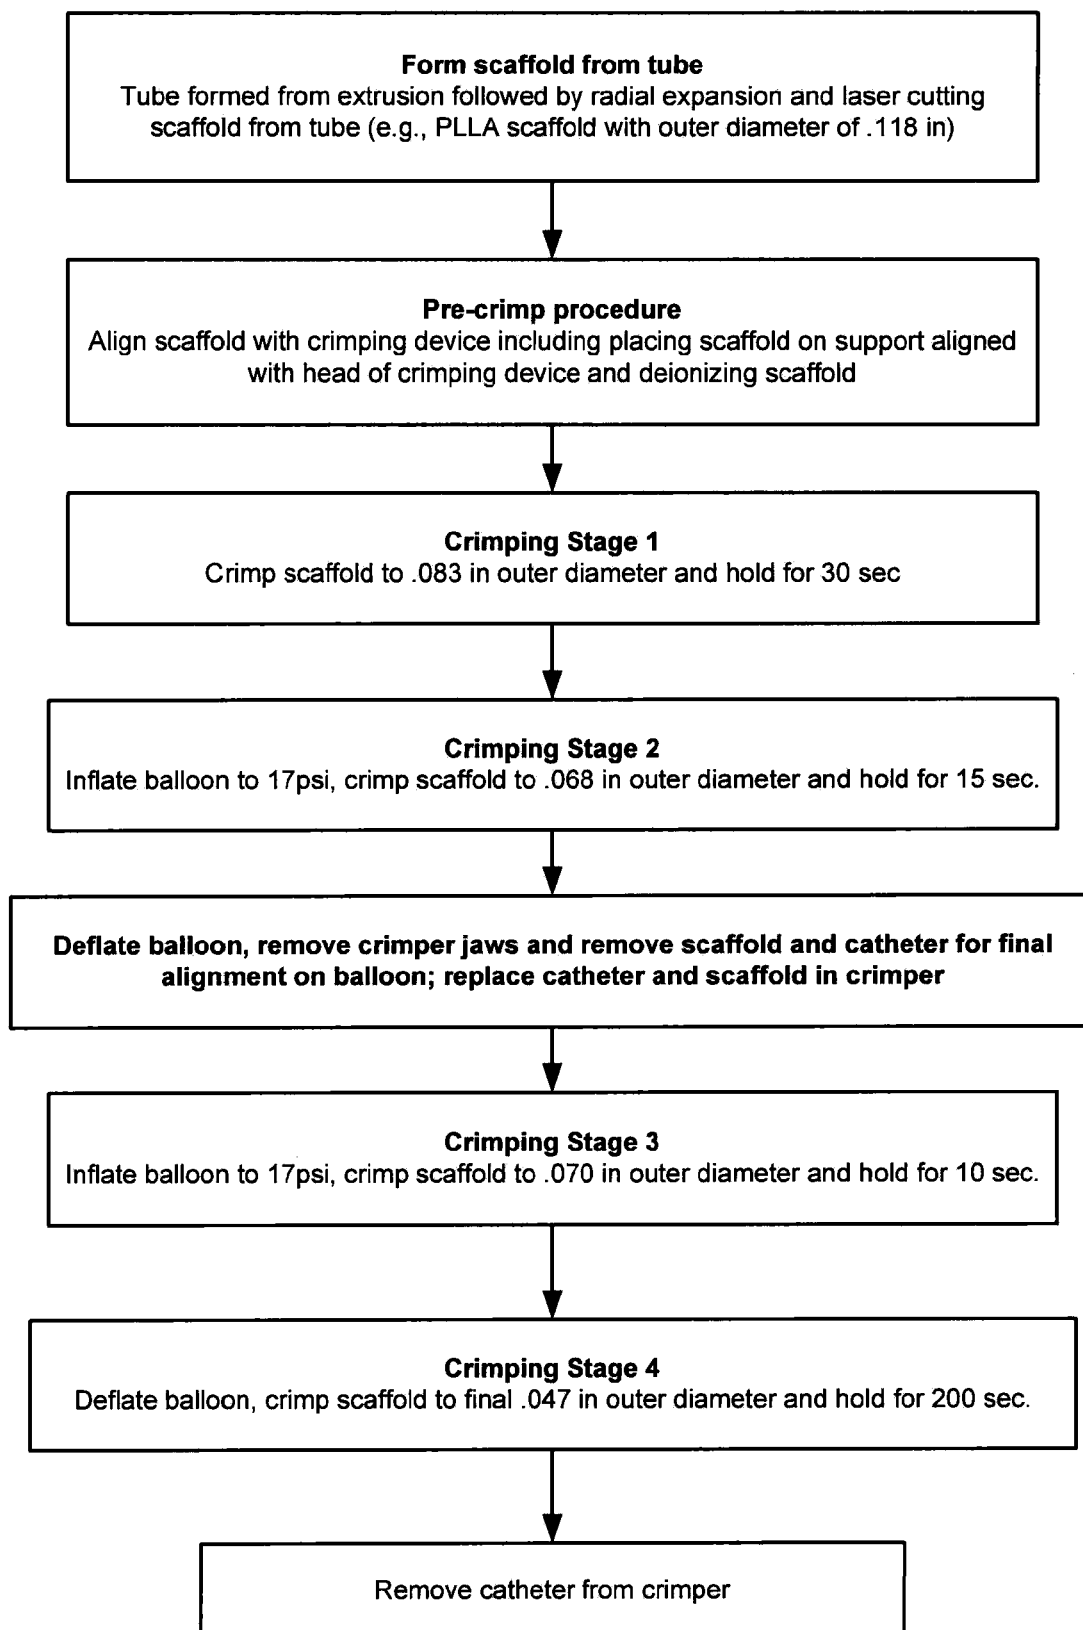 Form scaffold from tube
Tube formed from extrusion followed by radial expansion and laser cutting
scaffold from tube (e.g., PLLA scaffold with outer diameter of .118 in)
Pre-crimp procedure
Align scaffold with crimping device including placing scaffold on support aligned
with head of crimping device and deionizing scaffold
Crimping Stage 1
Crimp scaffold to .083 in outer diameter and hold for 30 sec
Crimping Stage 2
Inflate balloon to 17psi, crimp scaffold to .068 in outer diameter and hold for 15 sec.
Deflate balloon, remove crimper jaws and remove scaffold and catheter for final
alignment on balloon; replace catheter and scaffold in crimper
Crimping Stage 3
Inflate balloon to 17psi, crimp scaffold to .070 in outer diameter and hold for 10 sec.
Crimping Stage 4
Deflate balloon, crimp scaffold to final .047 in outer diameter and hold for 200 sec.
Remove catheter from crimper